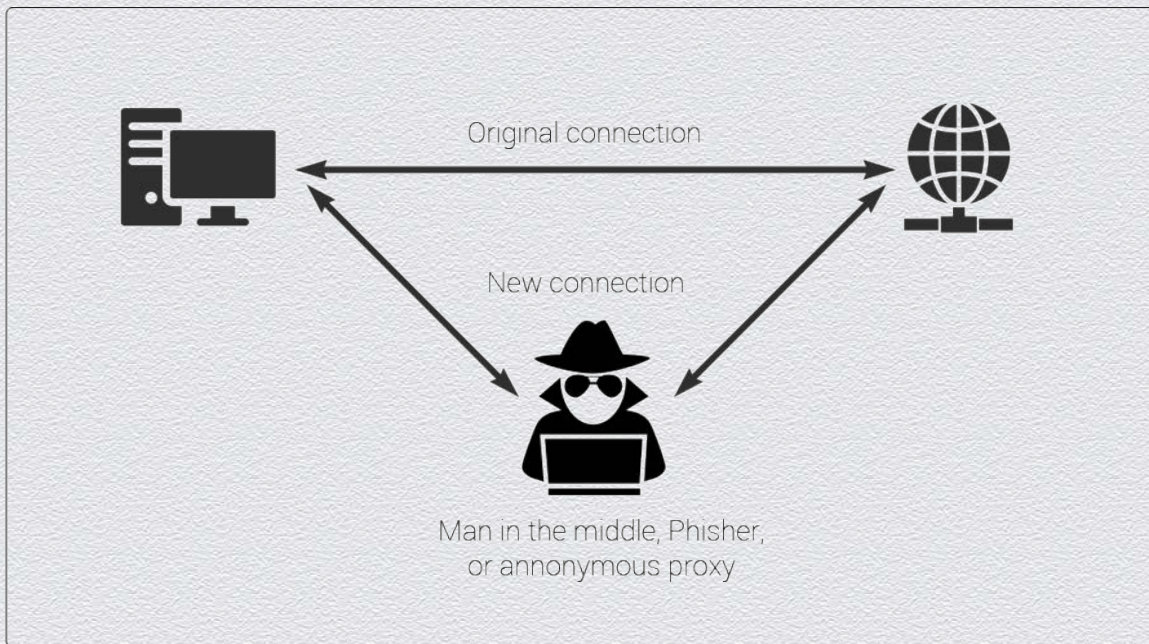 Original connection
New connection
Man in the middle, Phisher,
or annonymous proxy